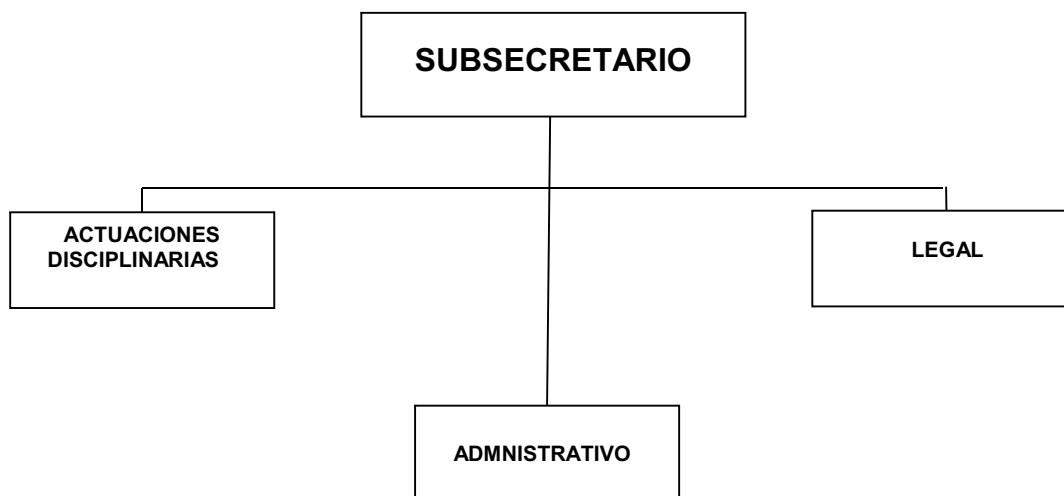 SUBSECRETARIO
ACTUACIONES
DISCIPLINARIAS
LEGAL
ADMNISTRATIVO